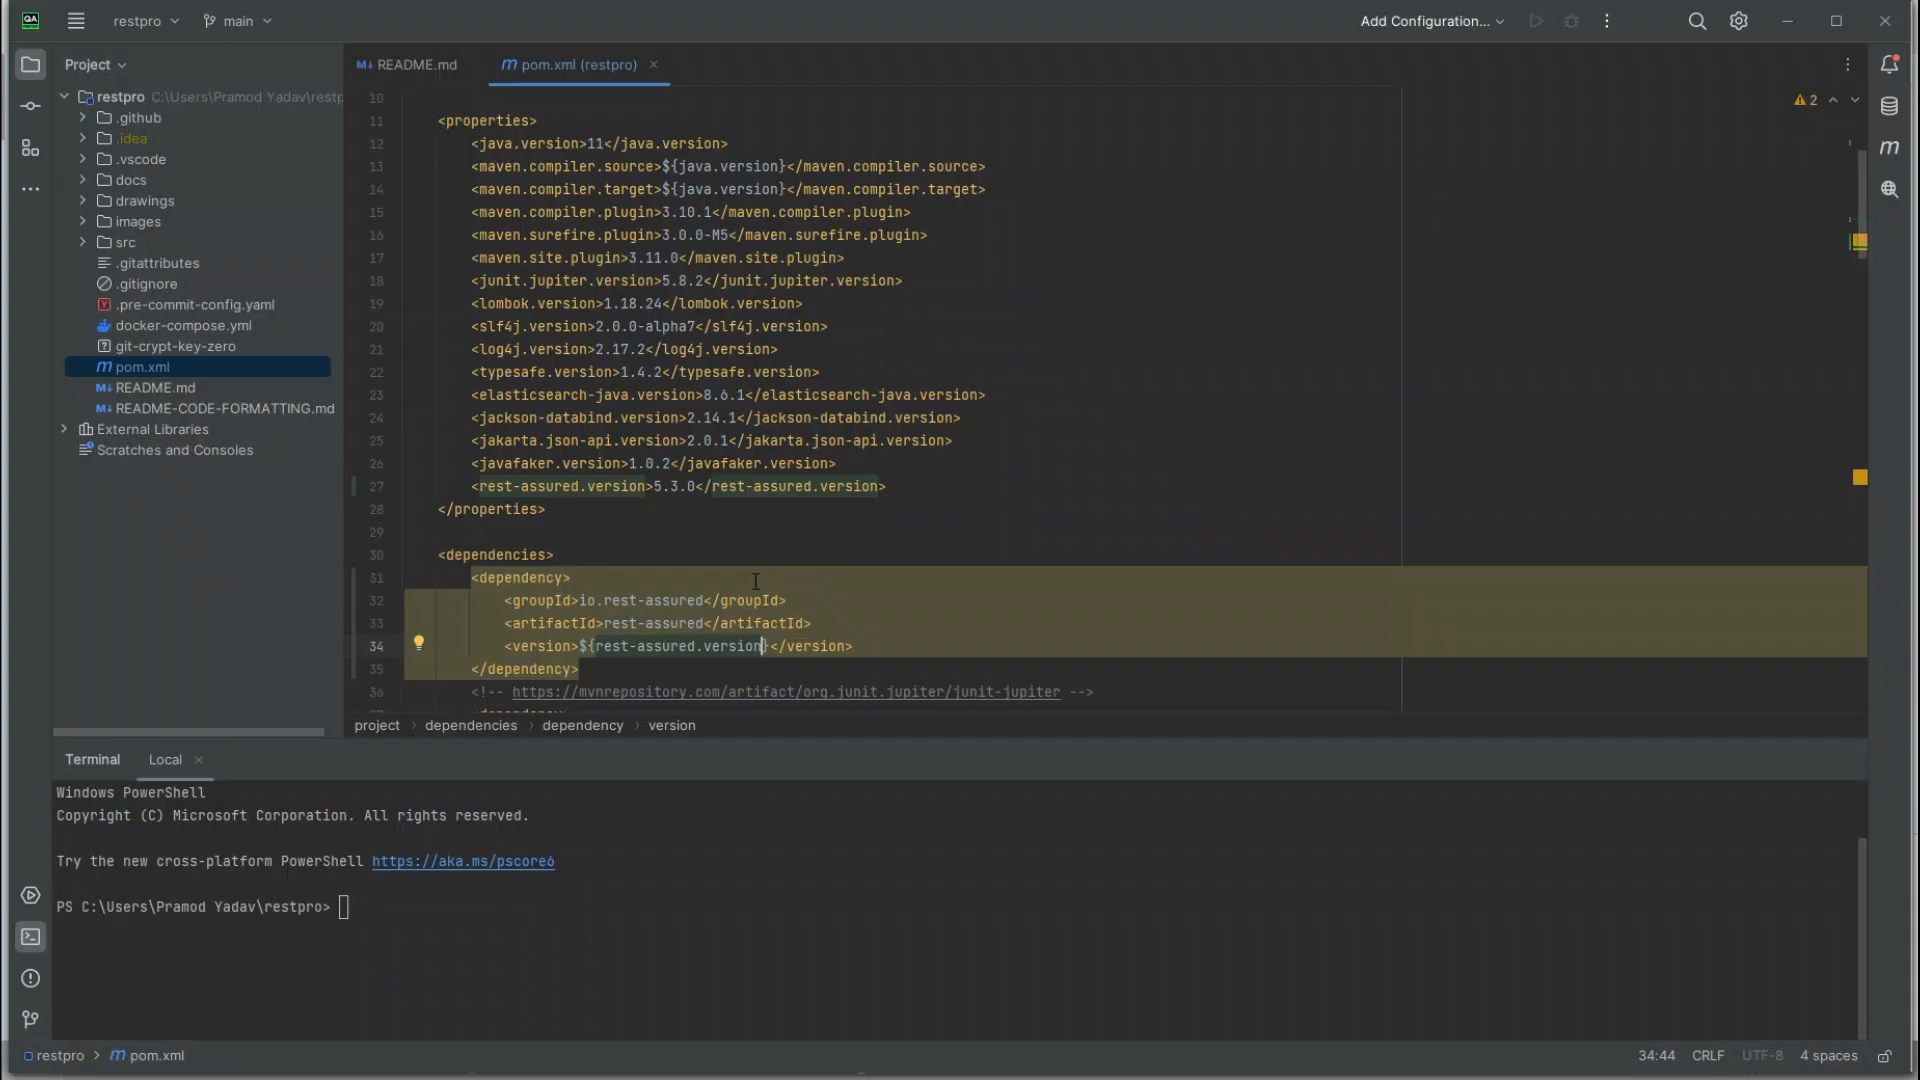 QA
restpro
main
Add Configuration...
Project
README.md
pom.xml (restpro)
restpro C:\Users\Pramod Yadav\restp
.github
.idea
.vscode
docs
drawings
images
src
.gitattributes
.gitignore
.pre-commit-config.yaml
docker-compose.yml
git-crypt-key-zero
pom.xml
README.md
README-CODE-FORMATTING.md
External Libraries
Scratches and Consoles
2
10
11 <properties>
12 <java.version>11</java.version>
13 <maven.compiler.source>${java.version}</maven.compiler.source>
14 <maven.compiler.target>${java.version}</maven.compiler.target>
15 <maven.compiler.plugin>3.10.1</maven.compiler.plugin>
16 <maven.surefire.plugin>3.0.0-M5</maven.surefire.plugin>
17 <maven.site.plugin>3.11.0</maven.site.plugin>
18 <junit.jupiter.version>5.8.2</junit.jupiter.version>
19 <lombok.version>1.18.24</lombok.version>
20 <slf4j.version>2.0.0-alpha7</slf4j.version>
21 <log4j.version>2.17.2</log4j.version>
22 <typesafe.version>1.4.2</typesafe.version>
23 <elasticsearch-java.version>8.6.1</elasticsearch-java.version>
24 <jackson-databind.version>2.14.1</jackson-databind.version>
25 <jakarta.json-api.version>2.0.1</jakarta.json-api.version>
26 <javafaker.version>1.0.2</javafaker.version>
27 <rest-assured.version>5.3.0</rest-assured.version>
28 </properties>
29
30 <dependencies>
31 <dependency>
32 <groupId>io.rest-assured</groupId>
33 <artifactId>rest-assured</artifactId>
34 <version>${rest-assured.version}</version>
35 </dependency>
36 <!-- https://mvnrepository.com/artifact/org.junit.jupiter/junit-jupiter -->
project > dependencies > dependency > version
Terminal Local
Windows PowerShell
Copyright (C) Microsoft Corporation. All rights reserved.
Try the new cross-platform PowerShell https://aka.ms/pscore6
PS C:\Users\Pramod Yadav\restpro>
restpro > pom.xml
34:44 CRLF UTF-8 4 spaces